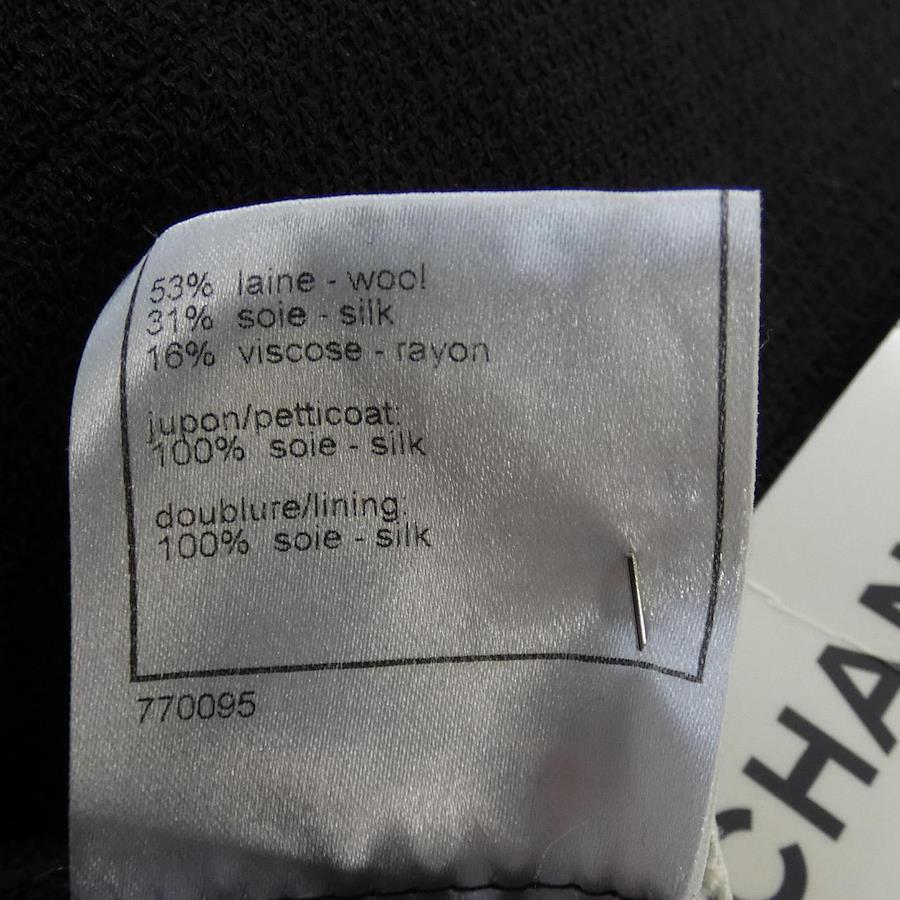 53% laine - wool
31% soie - silk
16% viscose - rayon
jupon/petticoat:
100% soie - silk
doublure/lining:
100% soie - silk
770095
CHAN